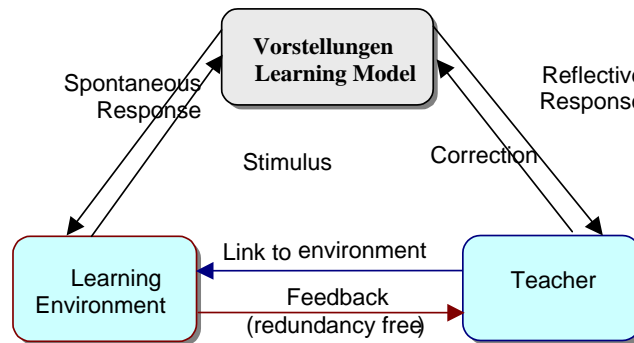 Vorstellungen
Learning Model
Spontaneous
Response
Reflective
Response
Stimulus
Correction
Link to environment
Learning
Environment
Teacher
Feedback
(redundancy free)